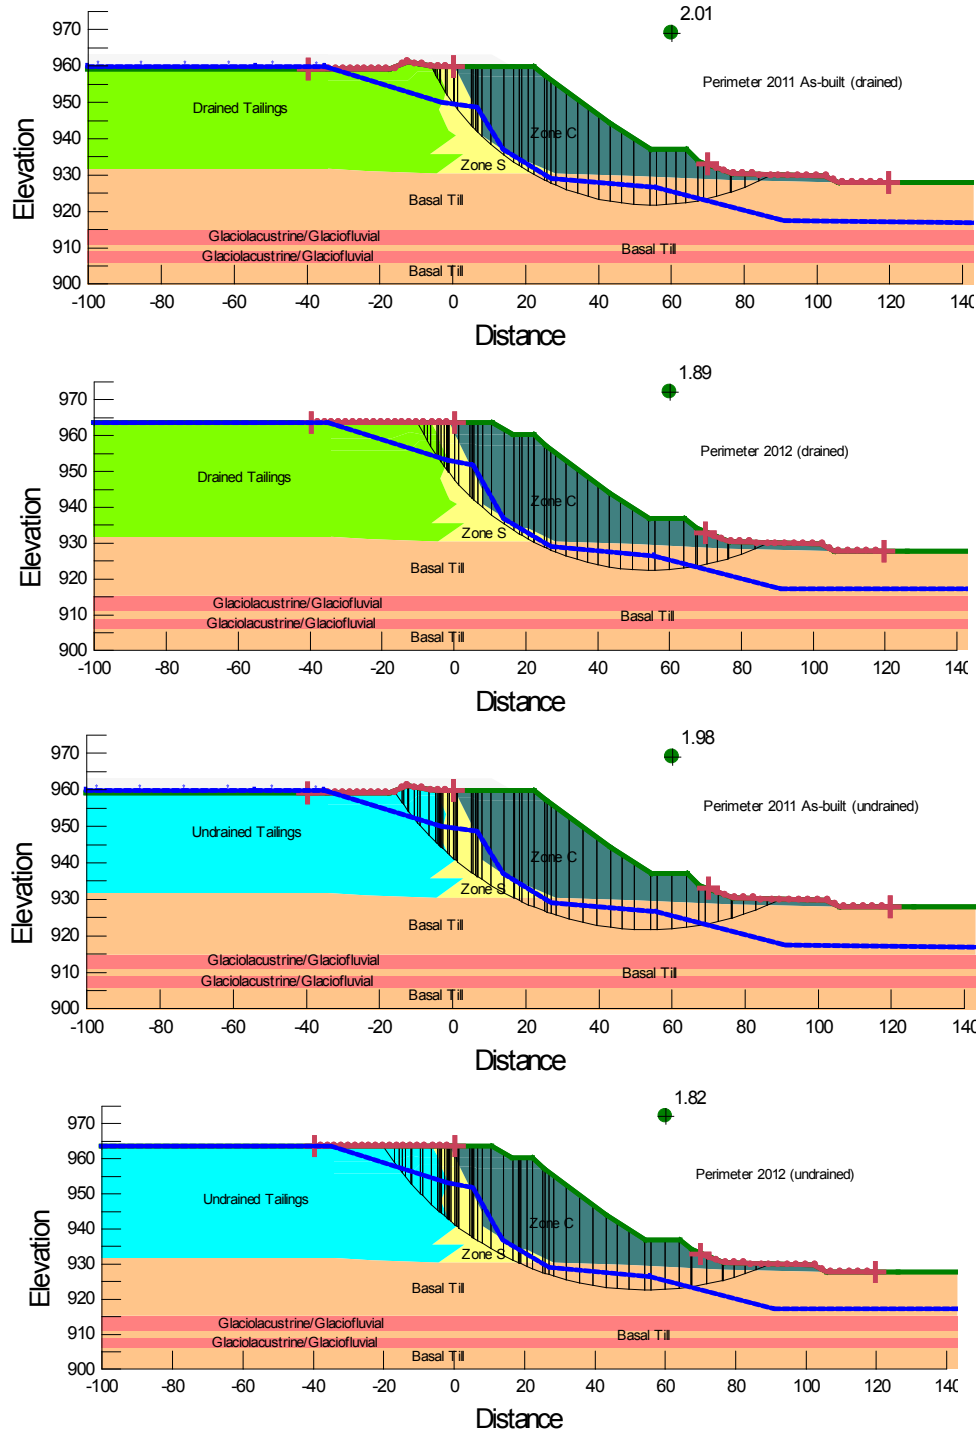 2.01
970
960
950
940
930
920
910
900
Elevation
Perimeter 2011 As-built (drained)
Drained Tailings
Zone C
Zone S
Basal Till
Glaciolacustrine/Glaciofluvial
Basal Till
Glaciolacustrine/Glaciofluvial
Basal Till
-100 -80 -60 -40 -20 0 20 40 60 80 100 120 140
Distance
1.89
970
960
950
940
930
920
910
900
Elevation
Perimeter 2012 (drained)
Drained Tailings
Zone C
Zone S
Basal Till
Glaciolacustrine/Glaciofluvial
Basal Till
Glaciolacustrine/Glaciofluvial
Basal Till
-100 -80 -60 -40 -20 0 20 40 60 80 100 120 140
Distance
1.98
970
960
950
940
930
920
910
900
Elevation
Perimeter 2011 As-built (undrained)
Undrained Tailings
Zone C
Zone S
Basal Till
Glaciolacustrine/Glaciofluvial
Basal Till
Glaciolacustrine/Glaciofluvial
Basal Till
-100 -80 -60 -40 -20 0 20 40 60 80 100 120 140
Distance
1.82
970
960
950
940
930
920
910
900
Elevation
Perimeter 2012 (undrained)
Undrained Tailings
Zone C
Zone S
Basal Till
Glaciolacustrine/Glaciofluvial
Basal Till
Glaciolacustrine/Glaciofluvial
Basal Till
-100 -80 -60 -40 -20 0 20 40 60 80 100 120 140
Distance